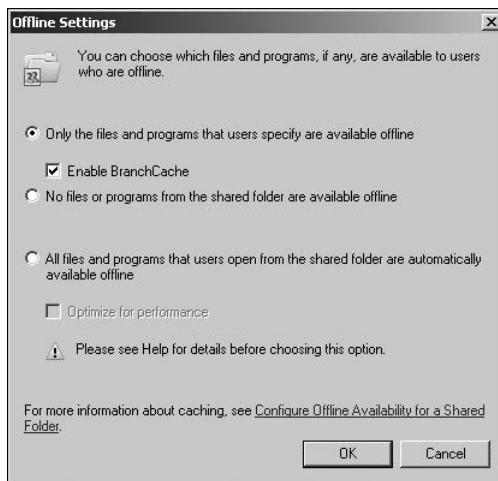 Offline Settings
You can choose which files and programs, if any, are available to users
who are offline.
Only the files and programs that users specify are available offline
Enable BranchCache
No files or programs from the shared folder are available offline
All files and programs that users open from the shared folder are automatically
available offline
Optimize for performance
Please see Help for details before choosing this option.
For more information about caching, see Configure Offline Availability for a Shared
Folder.
OK Cancel